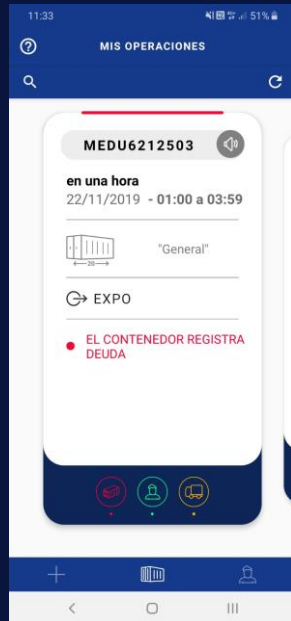 11:33
51%
MIS OPERACIONES
MEDU6212503
en una hora
22/11/2019 - 01:00 a 03:59
"General"
EXPO
EL CONTENEDOR REGISTRA
DEUDA